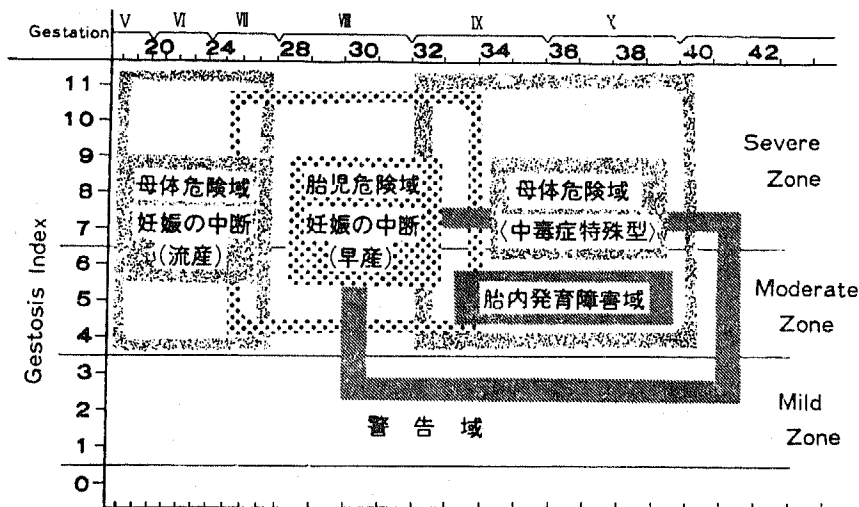 Gestation
V VI VII VIII IX X
20 24 28 30 32 34 36 38 40 42
Gestosis Index
11
10
9
8
7
6
5
4
3
2
1
0
母体危険域
妊娠の中断
(流産)
胎児危険域
妊娠の中断
(早産)
母体危険域
〈中毒症特殊型〉
胎内発育障害域
警告域
Severe
Zone
Moderate
Zone
Mild
Zone